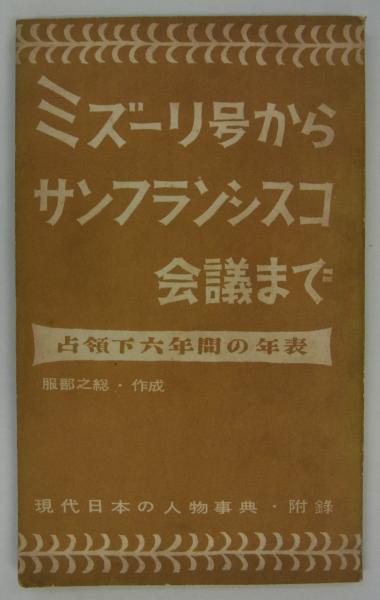 ミズーリ号から
サンフランシスコ
会議まで
占領下六年間の年表
服部之総・作成
現代日本の人物事典・附錄